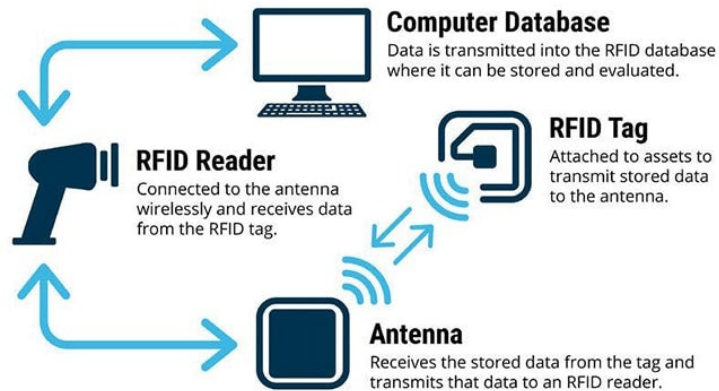 Computer Database
Data is transmitted into the RFID database
where it can be stored and evaluated.
RFID Tag
Attached to assets to
transmit stored data
to the antenna.
RFID Reader
Connected to the antenna
wirelessly and receives data
from the RFID tag.
Antenna
Receives the stored data from the tag and
transmits that data to an RFID reader.